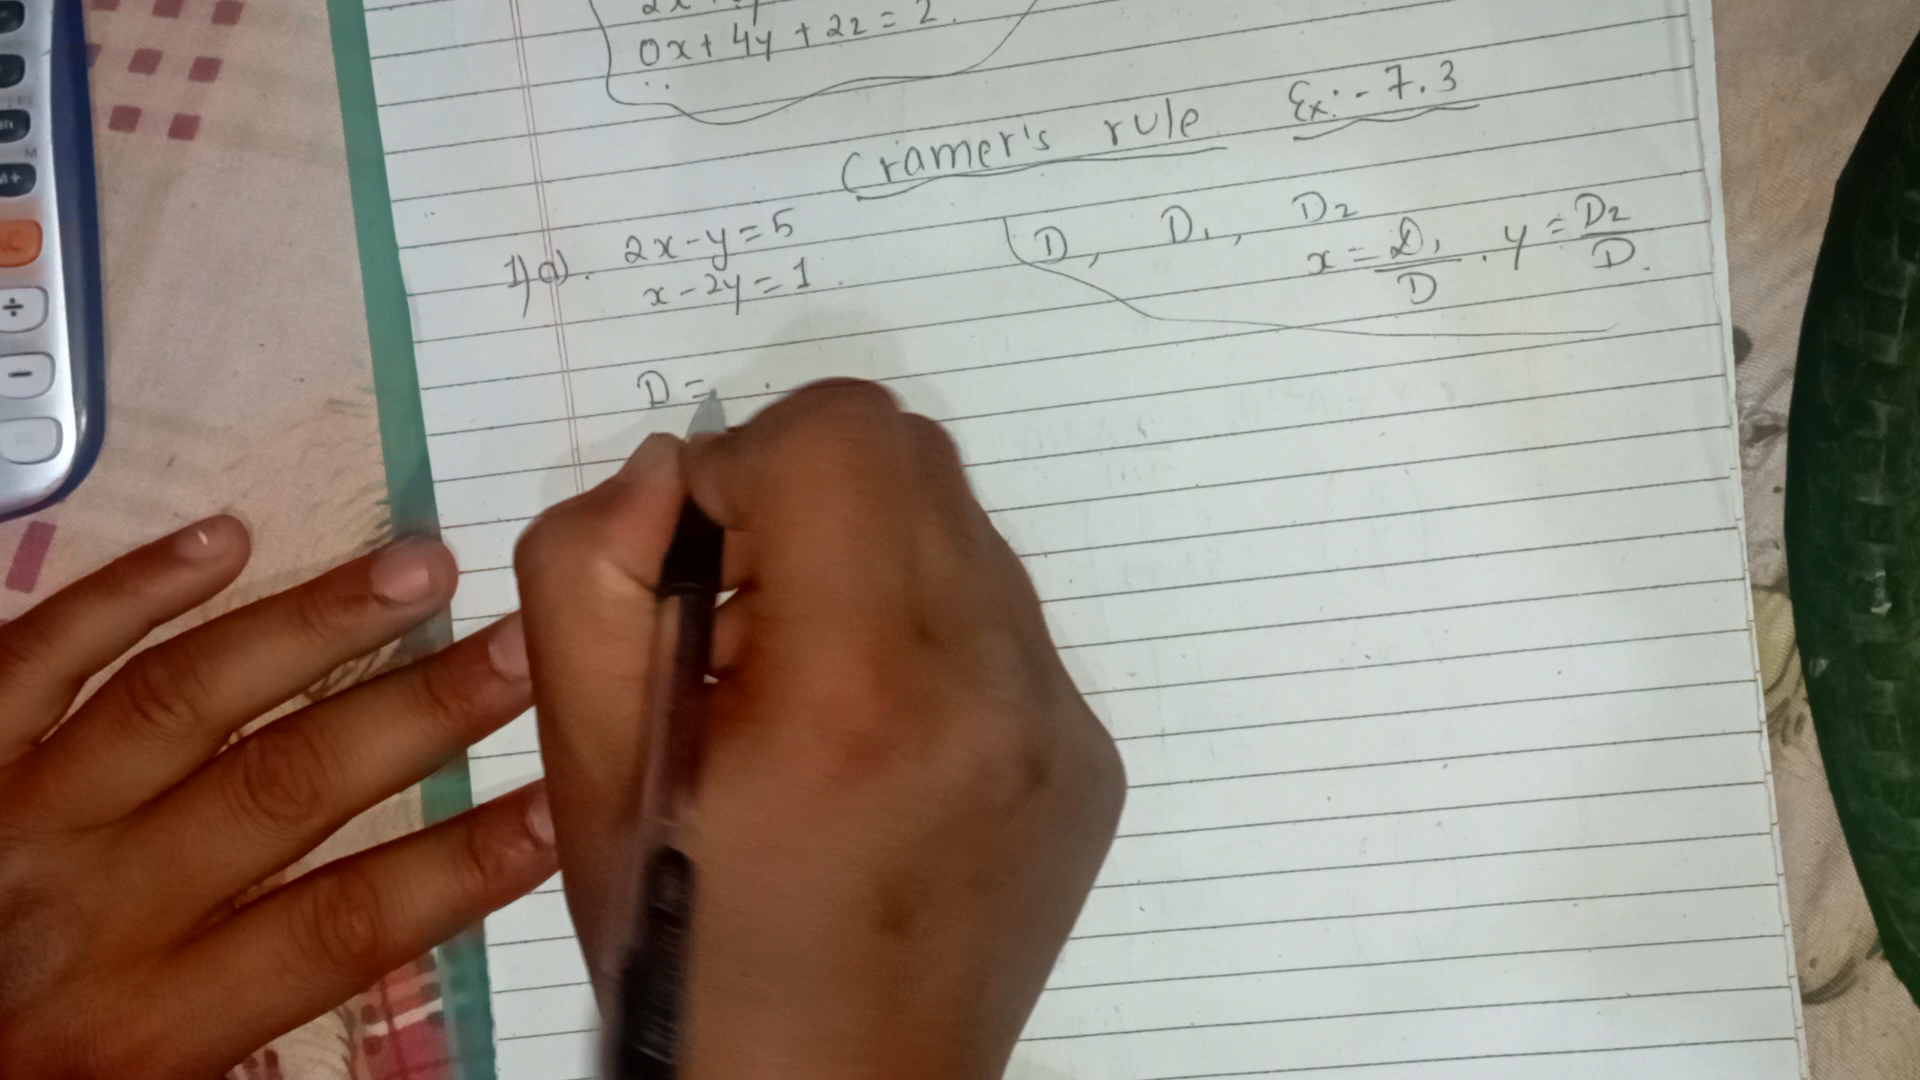 0x + 4y + 2z = 2.
Cramer's rule Ex:- 7.3
1) a). 2x - y = 5
x - 2y = 1.
D, D₁, D₂
x = D₁/D . y = D₂/D.
D =
÷
−